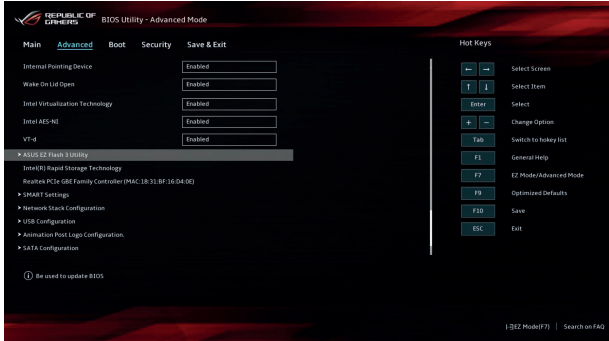 REPUBLIC OF
GAMERS
BIOS Utility - Advanced Mode
Main Advanced Boot Security Save & Exit
Hot Keys
Internal Pointing Device Enabled
← → Select Screen
Wake On Lid Open Enabled
↑ ↓ Select Item
Intel Virtualization Technology Enabled
Enter Select
Intel AES-NI Enabled
+ - Change Option
VT-d Enabled
Tab Switch to hokey list
> ASUS EZ Flash 3 Utility
F1 General Help
Intel(R) Rapid Storage Technology
F7 EZ Mode/Advanced Mode
Realtek PCIe GBE Family Controller (MAC:18:31:BF:16:D4:0E)
> SMART Settings
F9 Optimized Defaults
> Network Stack Configuration
F10 Save
> USB Configuration
ESC Exit
> Animation Post Logo Configuration.
> SATA Configuration
i Be used to update BIOS
EZ Mode(F7) | Search on FAQ